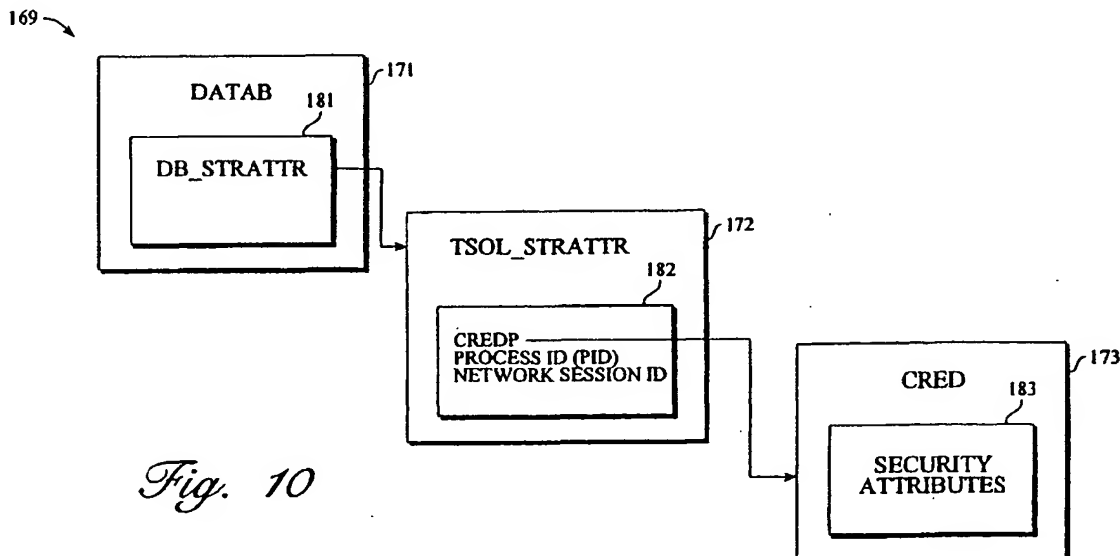 169
171
DATAB
181
DB_STRATTR
172
TSOL_STRATTR
182
CREDP
PROCESS ID (PID)
NETWORK SESSION ID
173
CRED
183
SECURITY
ATTRIBUTES
Fig. 10